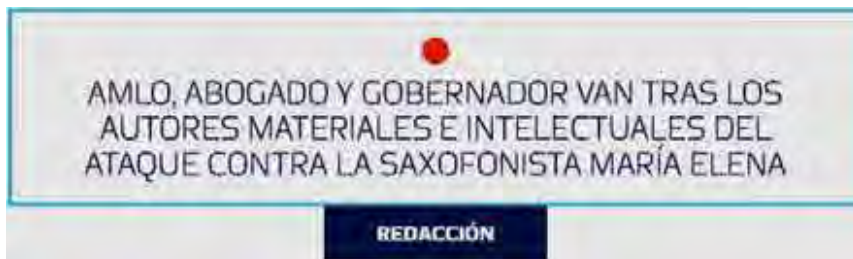 AMLO, ABOGADO Y GOBERNADOR VAN TRAS LOS
AUTORES MATERIALES E INTELECTUALES DEL
ATAQUE CONTRA LA SAXOFONISTA MARÍA ELENA
REDACCIÓN